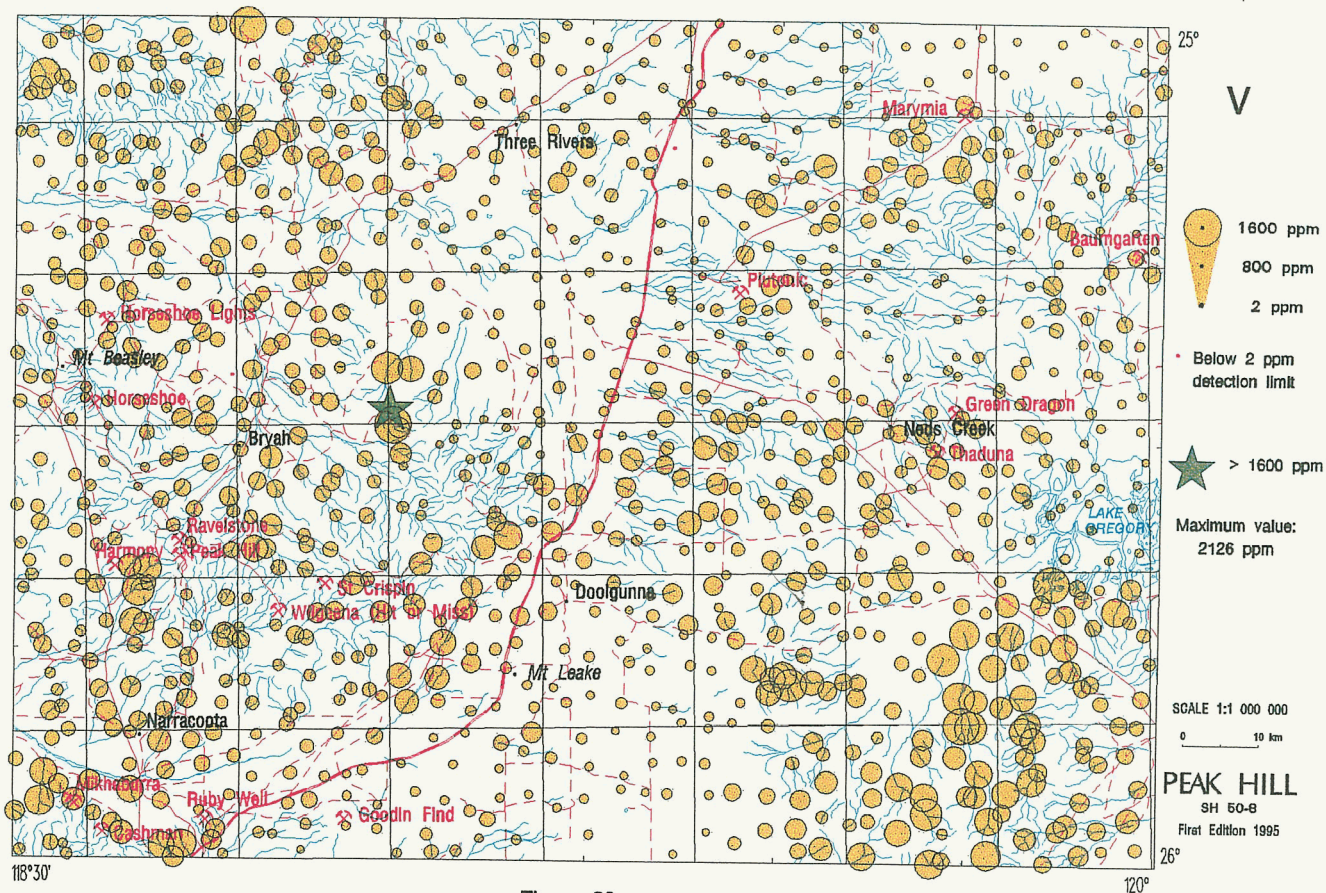 25°
V
Marymia
Three Rivers
1600 ppm
Baumgarten
800 ppm
Plutonic
2 ppm
Horseshoe Lights
Mt Beasley
Below 2 ppm
detection limit
Horseshoe
Green Dragon
Neds Creek
Bryah
Thaduna
> 1600 ppm
LAKE
GREGORY
Ravelstone
Maximum value:
2126 ppm
Harmony
Peak Hill
St Crispin
Doolgunna
Wilgeena (Hit or Miss)
Mt Leake
SCALE 1:1 000 000
Narracoota
0 10 km
PEAK HILL
SH 50-8
First Edition 1995
Mikhaburra
Ruby Well
Goodin Find
Cashman
26°
118°30'
120°